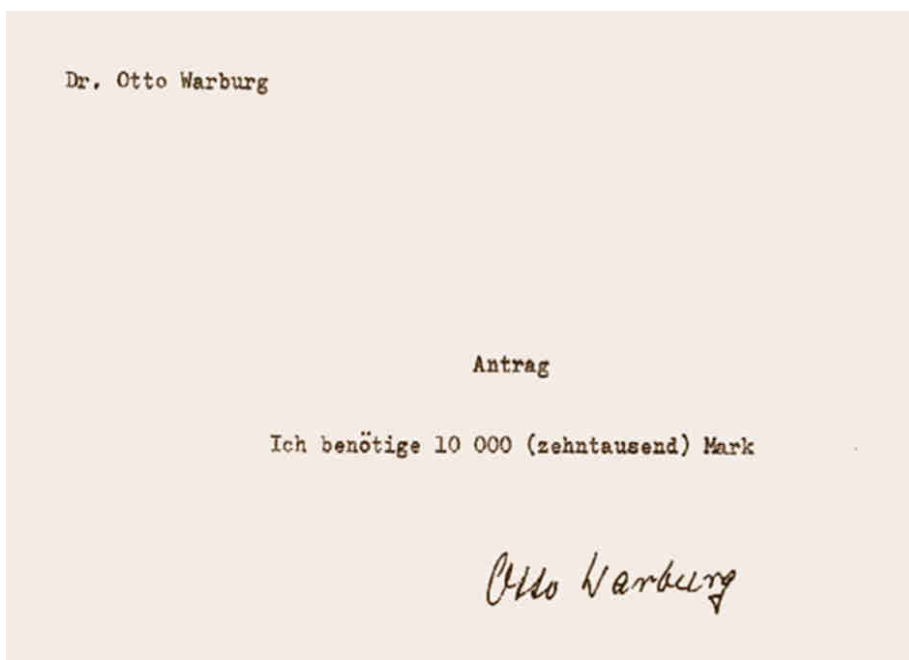 Dr. Otto Warburg
Antrag
Ich benötige 10 000 (zehntausend) Mark
Otto Warburg